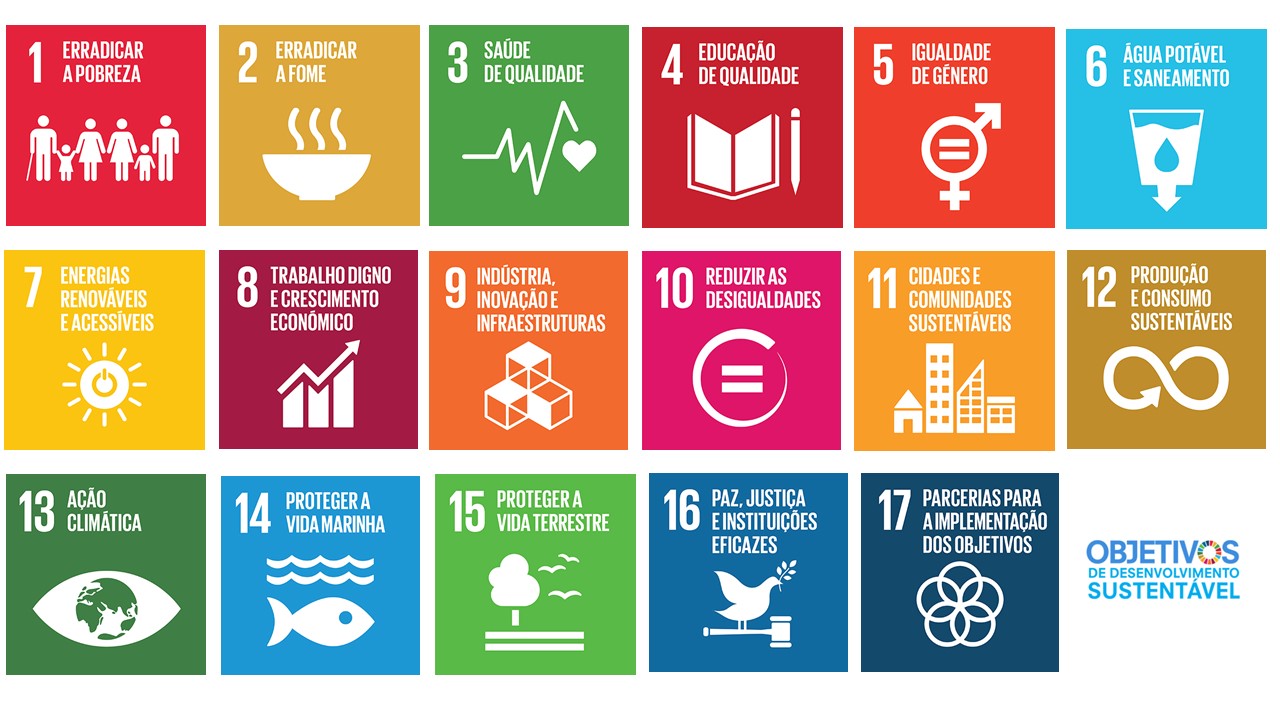 1 ERRADICAR
A POBREZA
2 ERRADICAR
A FOME
3 SAÚDE
DE QUALIDADE
4 EDUCAÇÃO
DE QUALIDADE
5 IGUALDADE
DE GÉNERO
6 ÁGUA POTÁVEL
E SANEAMENTO
7 ENERGIAS
RENOVÁVEIS
E ACESSÍVEIS
8 TRABALHO DIGNO
E CRESCIMENTO
ECONÓMICO
9 INDÚSTRIA,
INOVAÇÃO E
INFRAESTRUTURAS
10 REDUZIR AS
DESIGUALDADES
11 CIDADES E
COMUNIDADES
SUSTENTÁVEIS
12 PRODUÇÃO
E CONSUMO
SUSTENTÁVEIS
13 AÇÃO
CLIMÁTICA
14 PROTEGER A
VIDA MARINHA
15 PROTEGER A
VIDA TERRESTRE
16 PAZ, JUSTIÇA
E INSTITUIÇÕES
EFICAZES
17 PARCERIAS PARA
A IMPLEMENTAÇÃO
DOS OBJETIVOS
OBJETIVOS
DE DESENVOLVIMENTO
SUSTENTÁVEL